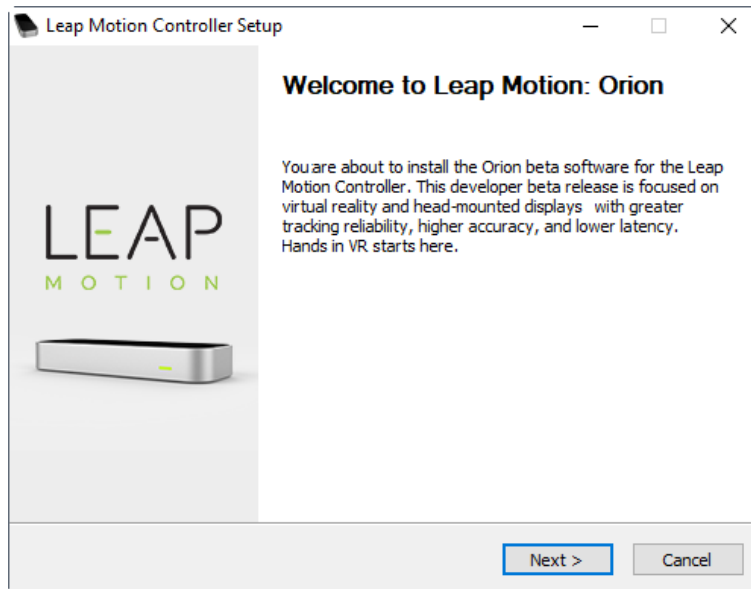 Leap Motion Controller Setup
Welcome to Leap Motion: Orion
You are about to install the Orion beta software for the Leap
Motion Controller. This developer beta release is focused on
virtual reality and head-mounted displays with greater
tracking reliability, higher accuracy, and lower latency.
Hands in VR starts here.
LEAP
MOTION
Next >
Cancel